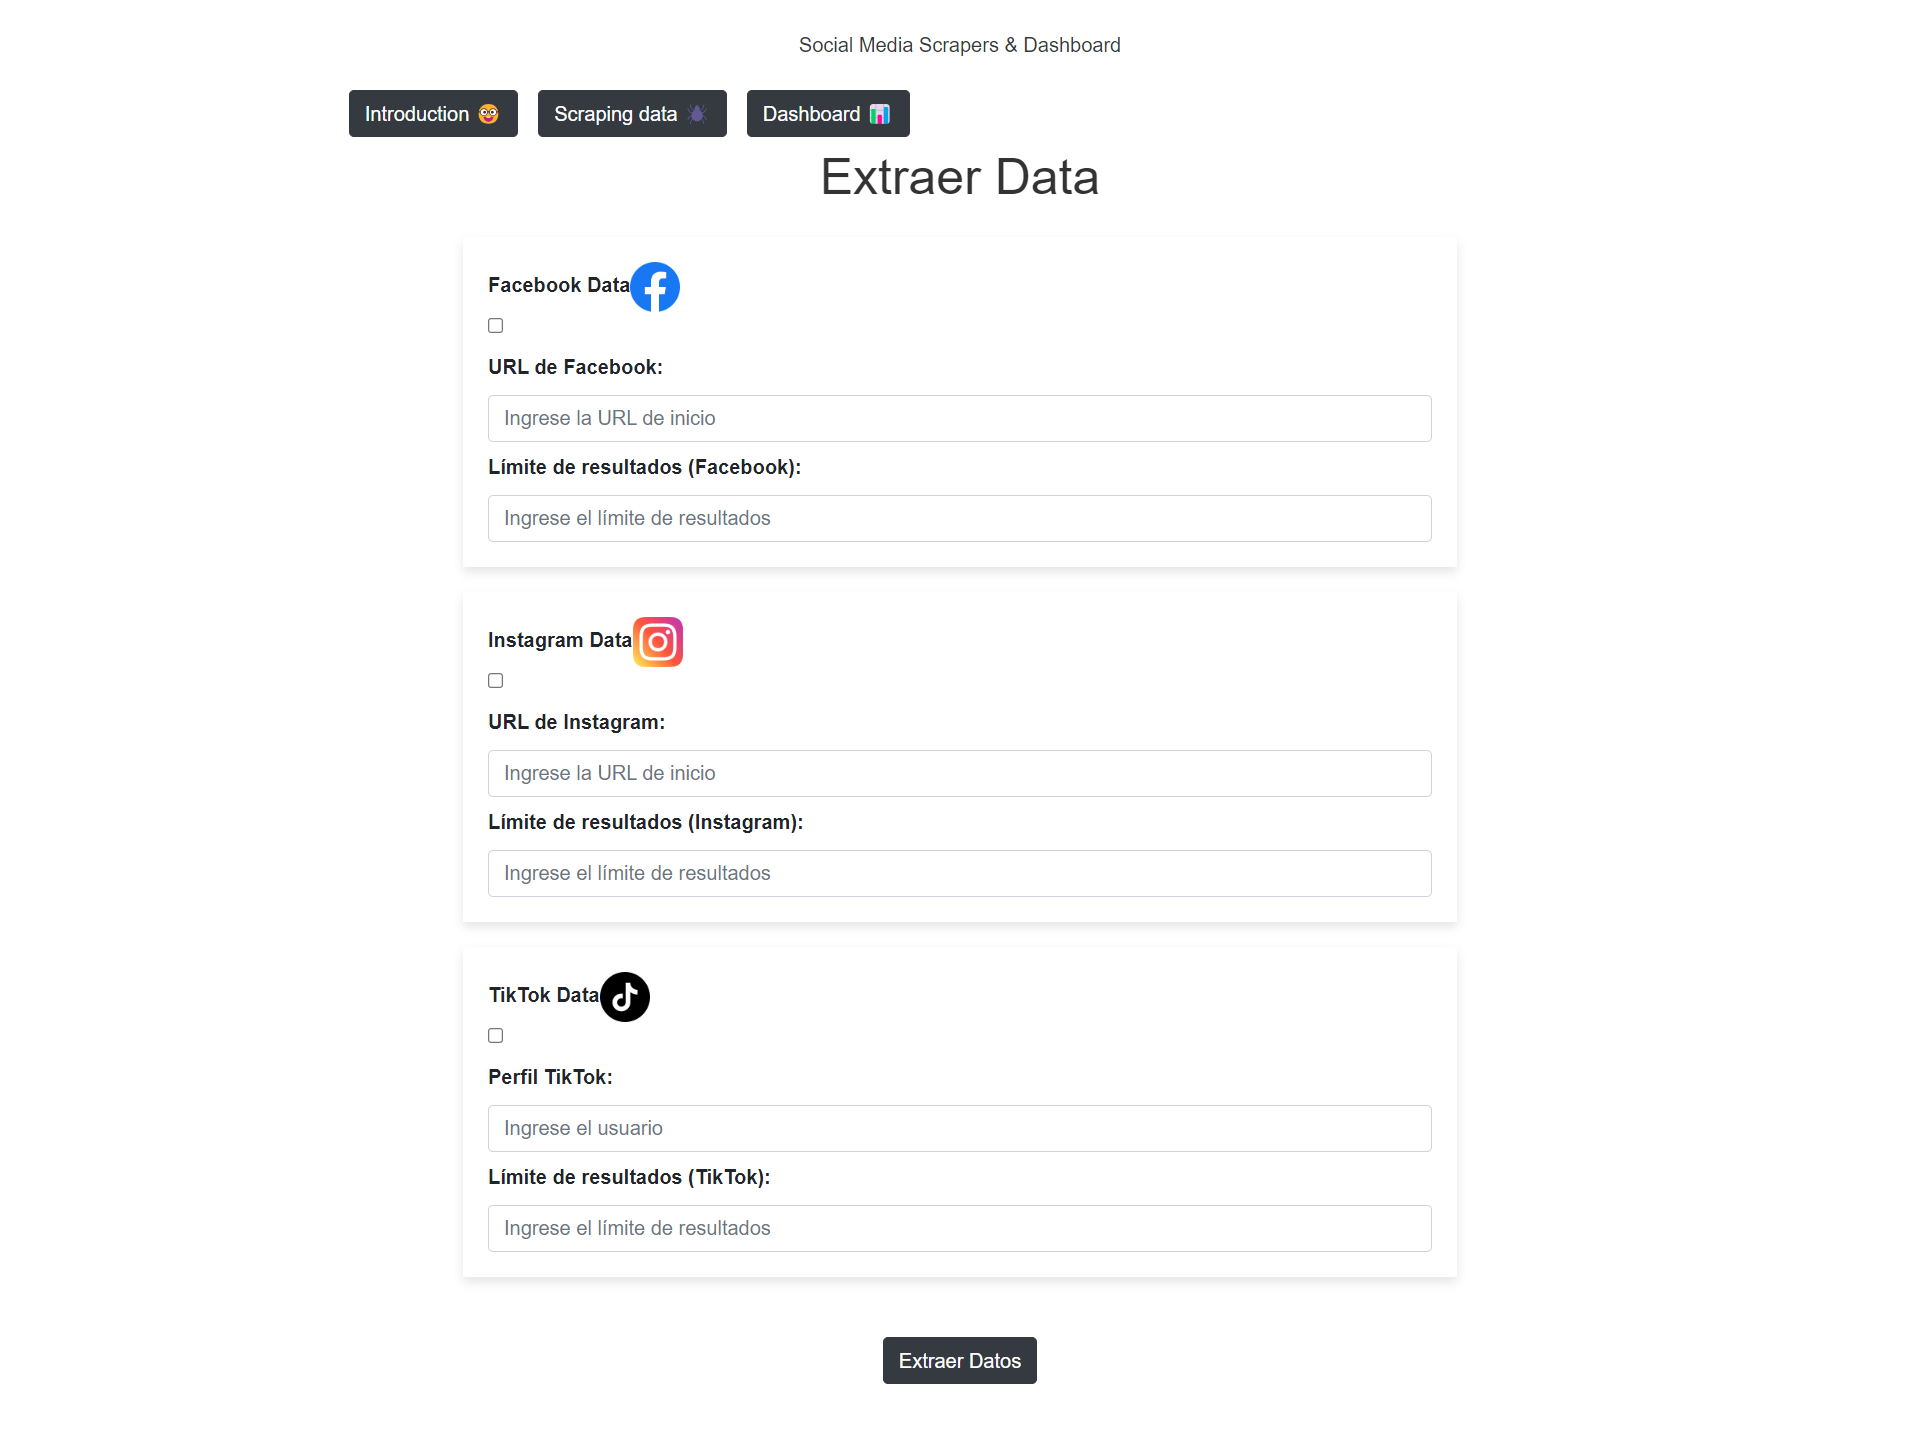 Social Media Scrapers & Dashboard
Introduction 🤓
Scraping data 🕷
Dashboard 📊
Extraer Data
Facebook Data
URL de Facebook:
Ingrese la URL de inicio
Límite de resultados (Facebook):
Ingrese el límite de resultados
Instagram Data
URL de Instagram:
Ingrese la URL de inicio
Límite de resultados (Instagram):
Ingrese el límite de resultados
TikTok Data
Perfil TikTok:
Ingrese el usuario
Límite de resultados (TikTok):
Ingrese el límite de resultados
Extraer Datos